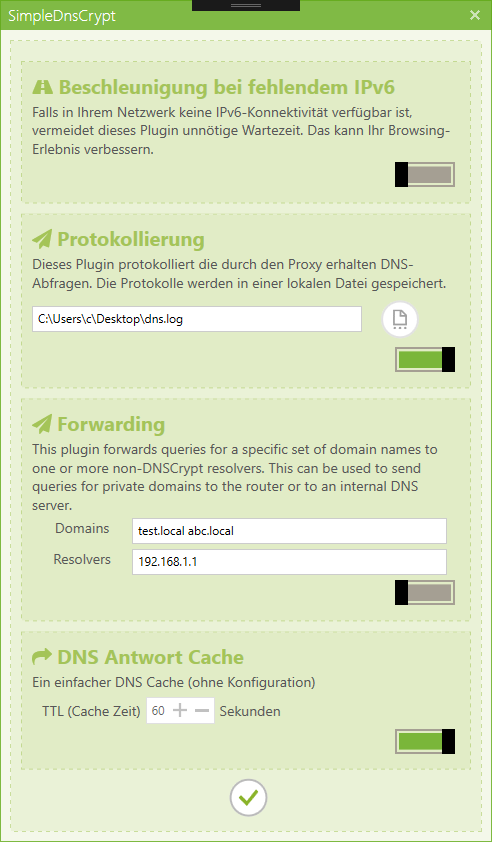 SimpleDnsCrypt
Beschleunigung bei fehlendem IPv6
Falls in Ihrem Netzwerk keine IPv6-Konnektivität verfügbar ist,
vermeidet dieses Plugin unnötige Wartezeit. Das kann Ihr Browsing-
Erlebnis verbessern.
Protokollierung
Dieses Plugin protokolliert die durch den Proxy erhalten DNS-
Abfragen. Die Protokolle werden in einer lokalen Datei gespeichert.
C:\Users\c\Desktop\dns.log
Forwarding
This plugin forwards queries for a specific set of domain names to
one or more non-DNSCrypt resolvers. This can be used to send
queries for private domains to the router or to an internal DNS
server.
Domains test.local abc.local
Resolvers 192.168.1.1
DNS Antwort Cache
Ein einfacher DNS Cache (ohne Konfiguration)
TTL (Cache Zeit) 60 Sekunden